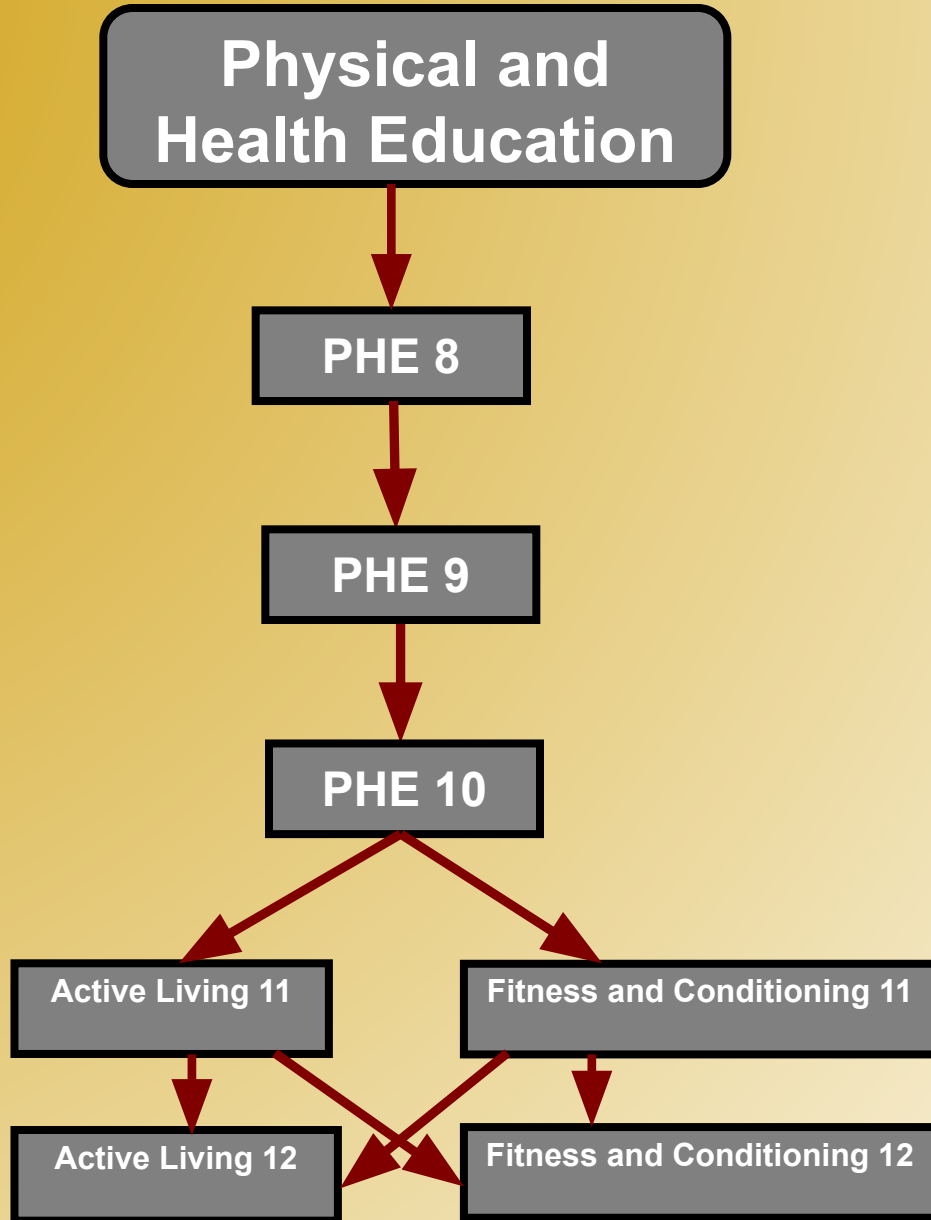 Physical and
Health Education
PHE 8
PHE 9
PHE 10
Active Living 11
Fitness and Conditioning 11
Active Living 12
Fitness and Conditioning 12